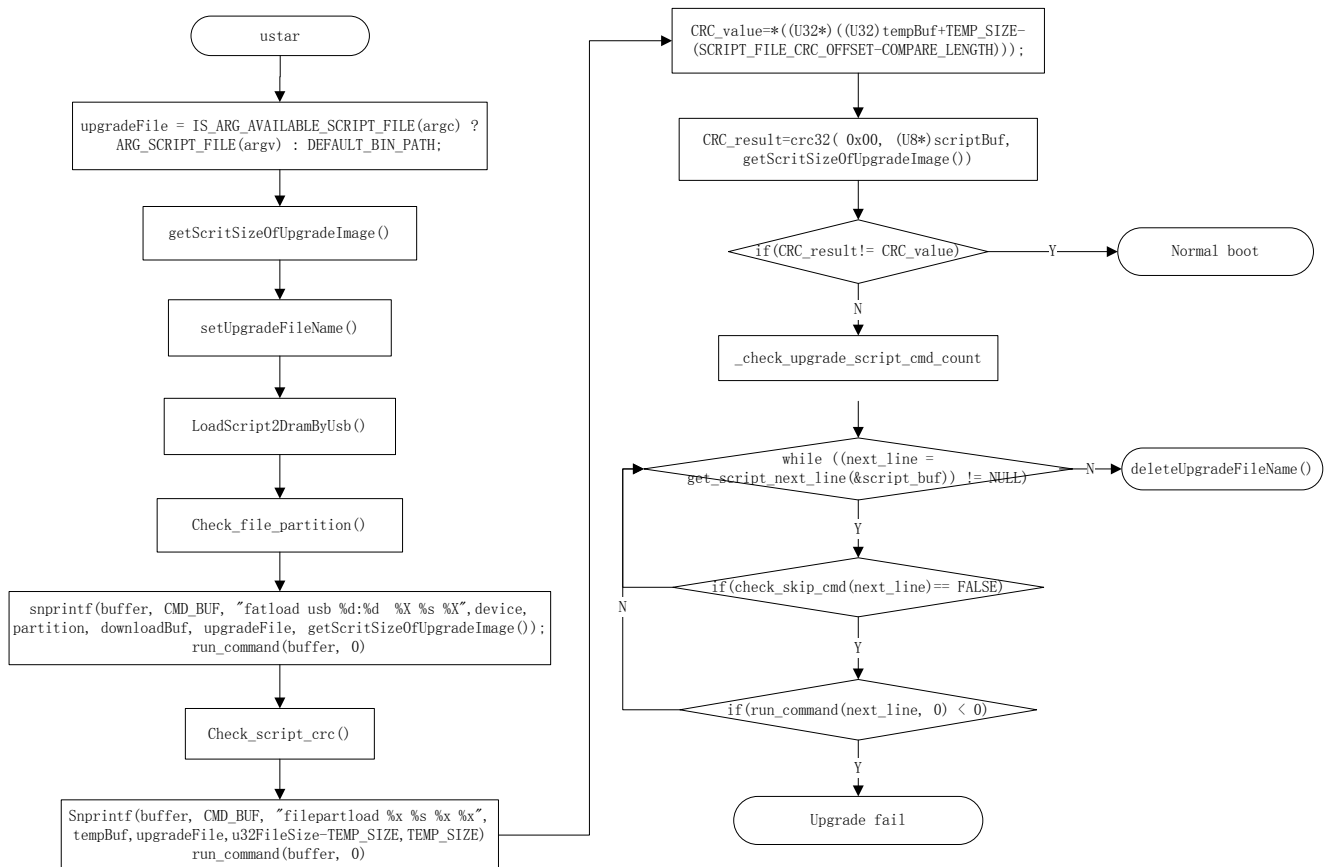 ustar
upgradeFile = IS_ARG_AVAILABLE_SCRIPT_FILE(argc) ?
ARG_SCRIPT_FILE(argv) : DEFAULT_BIN_PATH;
getScritSizeOfUpgradeImage()
setUpgradeFileName()
LoadScript2DramByUsb()
Check_file_partition()
snprintf(buffer, CMD_BUF, "fatload usb %d:%d  %X %s %X",device,
partition, downloadBuf, upgradeFile, getScritSizeOfUpgradeImage());
run_command(buffer, 0)
Check_script_crc()
Snprintf(buffer, CMD_BUF, "filepartload %x %s %x %x",
tempBuf,upgradeFile,u32FileSize-TEMP_SIZE,TEMP_SIZE)
run_command(buffer, 0)
CRC_value=*((U32*)((U32)tempBuf+TEMP_SIZE-
(SCRIPT_FILE_CRC_OFFSET-COMPARE_LENGTH)));
CRC_result=crc32( 0x00, (U8*)scriptBuf,
getScritSizeOfUpgradeImage())
if(CRC_result!= CRC_value)
Y
Normal boot
N
_check_upgrade_script_cmd_count
while ((next_line =
get_script_next_line(&script_buf)) != NULL)
N
deleteUpgradeFileName()
Y
if(check_skip_cmd(next_line)== FALSE)
N
Y
if(run_command(next_line, 0) < 0)
Y
Upgrade fail